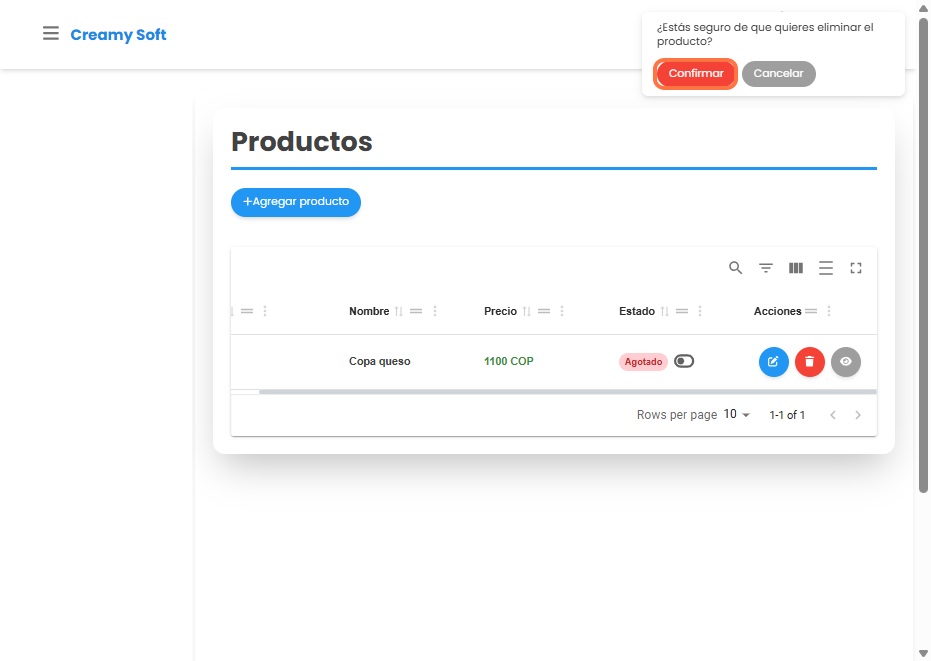 Creamy Soft
¿Estás seguro de que quieres eliminar el
producto?
Confirmar Cancelar
Productos
+Agregar producto
Nombre Precio Estado Acciones
Copa queso 1100 COP Agotado
Rows per page 10 1-1 of 1